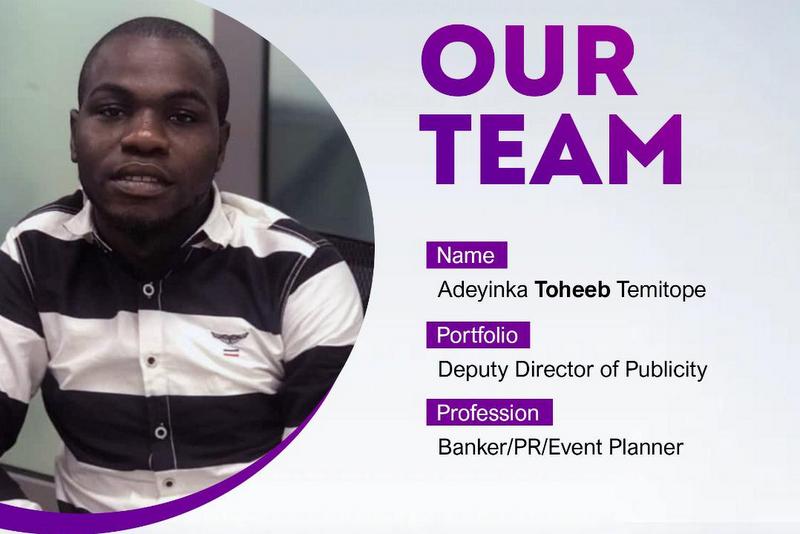 OUR
TEAM
Name
Adeyinka Toheeb Temitope
Portfolio
Deputy Director of Publicity
Profession
Banker/PR/Event Planner